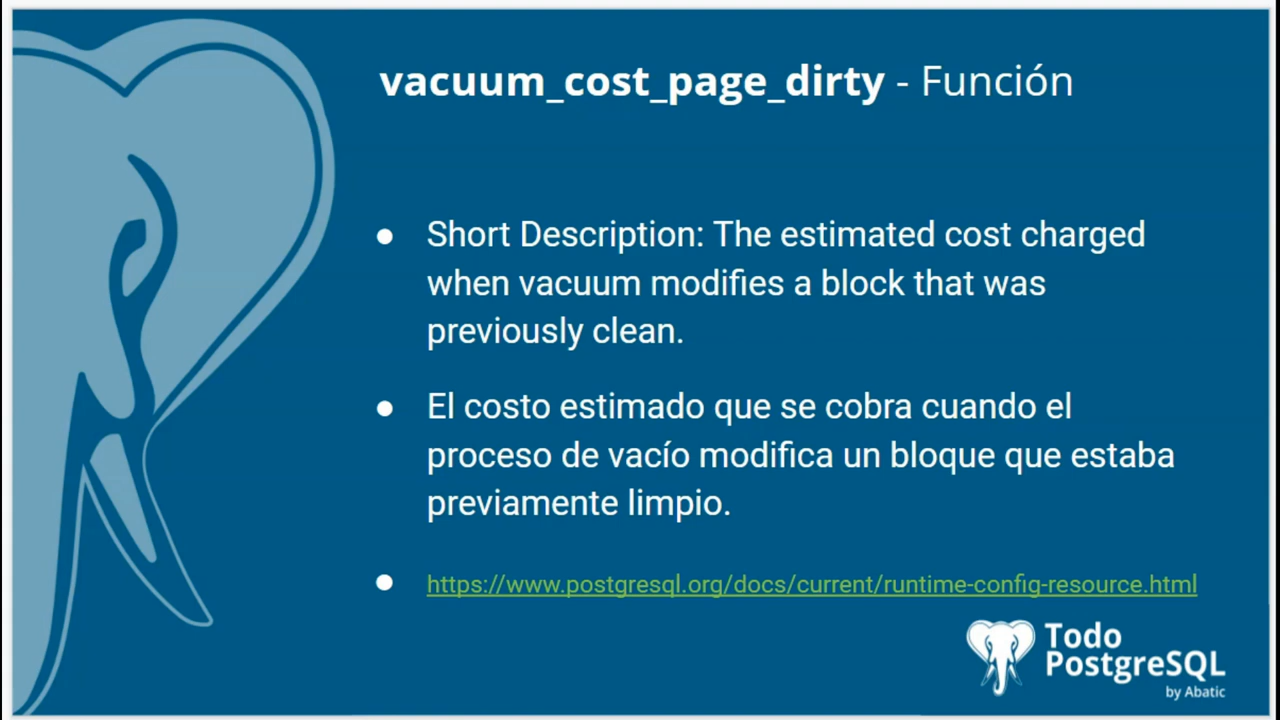 vacuum_cost_page_dirty - Función
● Short Description: The estimated cost charged
when vacuum modifies a block that was
previously clean.
● El costo estimado que se cobra cuando el
proceso de vacío modifica un bloque que estaba
previamente limpio.
● https://www.postgresql.org/docs/current/runtime-config-resource.html
Todo
PostgreSQL
by Abatic